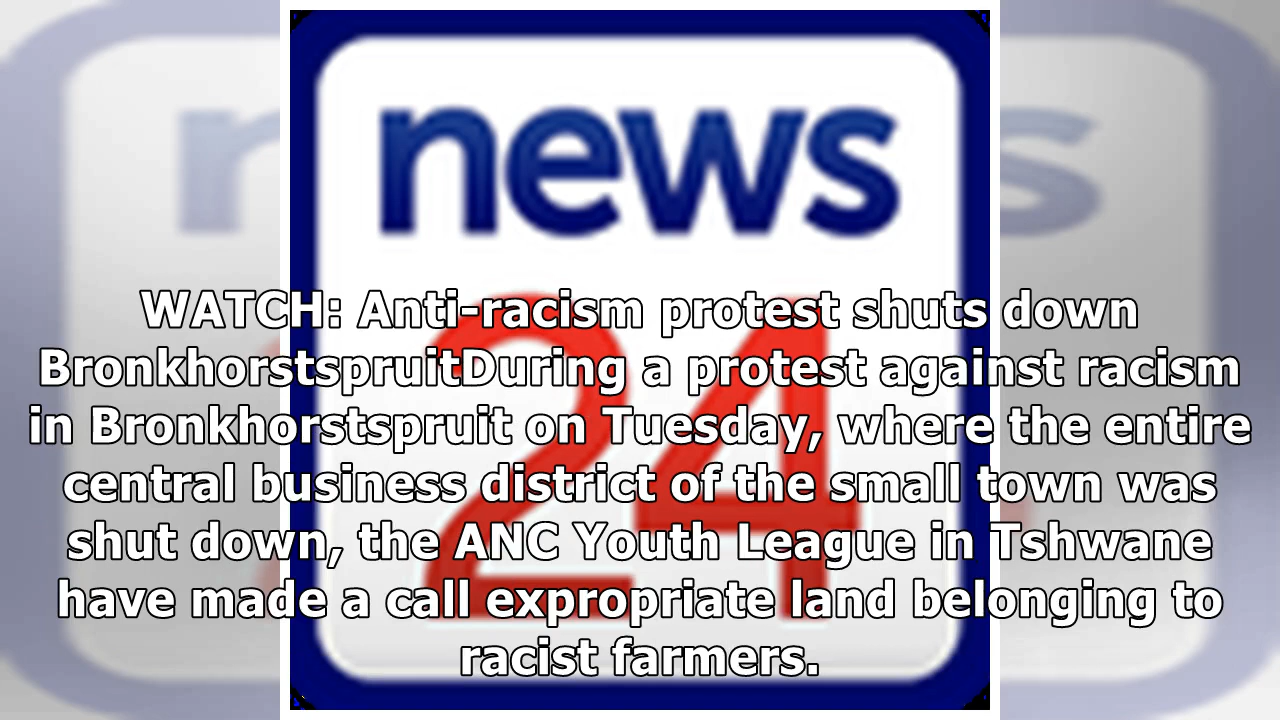 news
24
WATCH: Anti-racism protest shuts down
BronkhorstspruitDuring a protest against racism
in Bronkhorstspruit on Tuesday, where the entire
central business district of the small town was
shut down, the ANC Youth League in Tshwane
have made a call expropriate land belonging to
racist farmers.